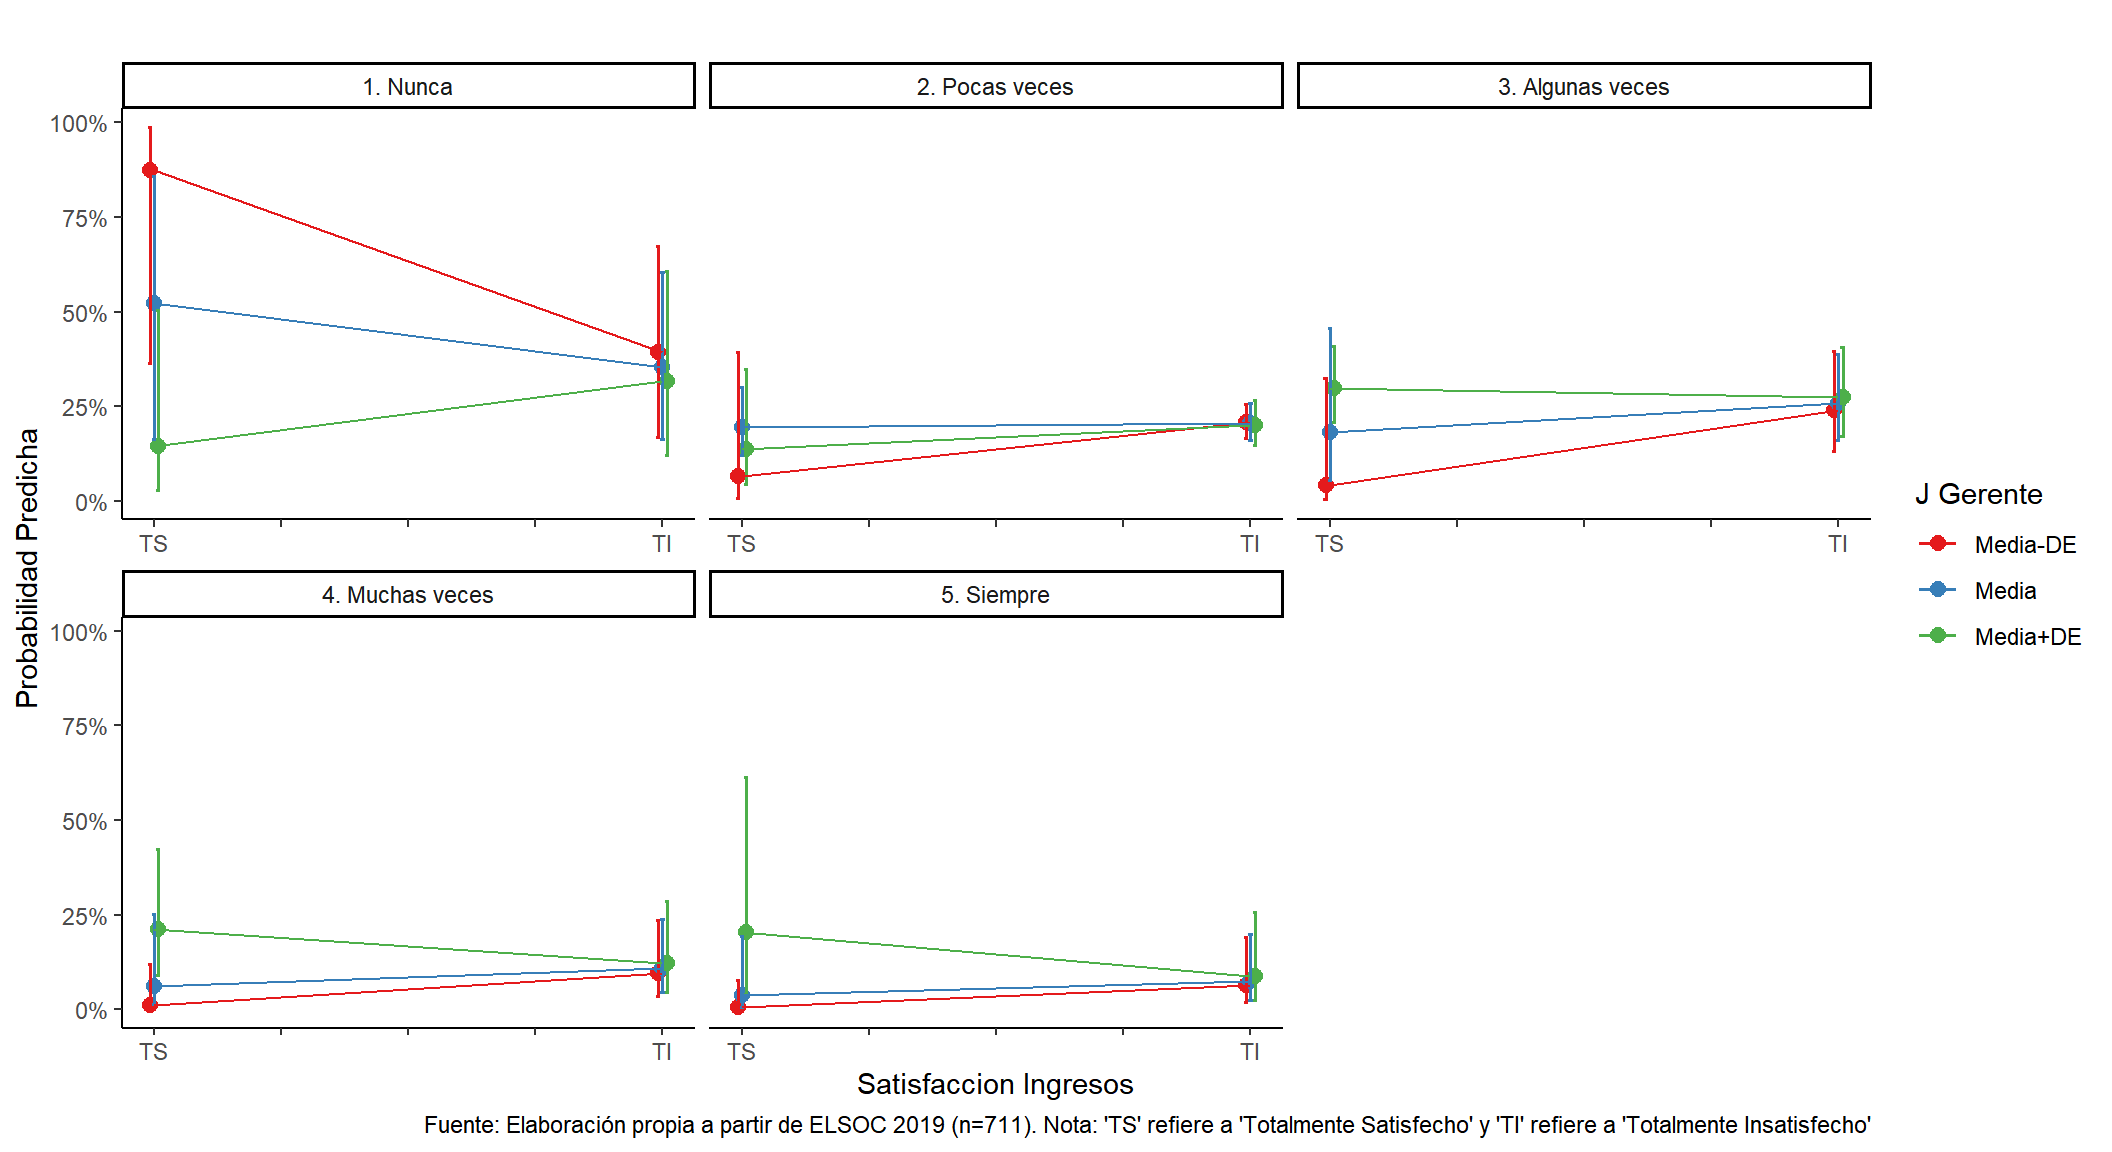 1. Nunca
2. Pocas veces
3. Algunas veces
100%
75%
50%
25%
0%
TS
TI
TS
TI
TS
TI
4. Muchas veces
5. Siempre
100%
75%
50%
25%
0%
TS
TI
TS
TI
Probabilidad Predicha
Satisfaccion Ingresos
J Gerente
Media-DE
Media
Media+DE
Fuente: Elaboración propia a partir de ELSOC 2019 (n=711). Nota: 'TS' refiere a 'Totalmente Satisfecho' y 'TI' refiere a 'Totalmente Insatisfecho'